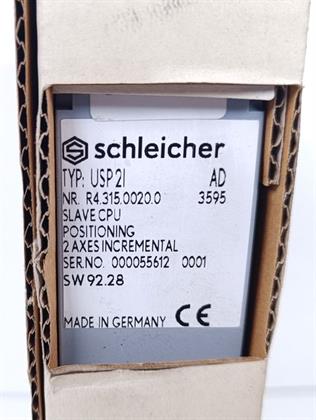 schleicher
TYP: USP 2I AD
NR. R4.315.0020.0 3595
SLAVE CPU
POSITIONING
2 AXES INCREMENTAL
SER.NO. 000055612 0001
SW 92.28
MADE IN GERMANY CE